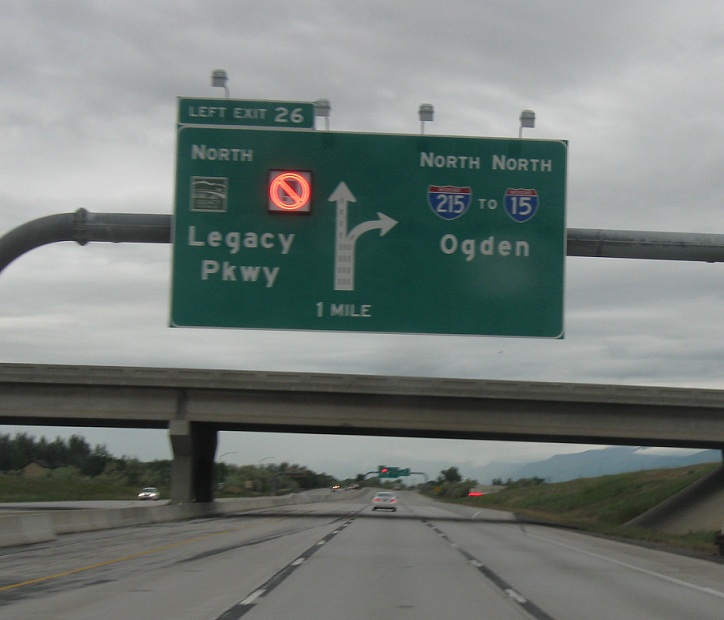 LEFT EXIT 26
NORTH
Legacy
Pkwy
NORTH NORTH
215 TO 15
Ogden
1 MILE